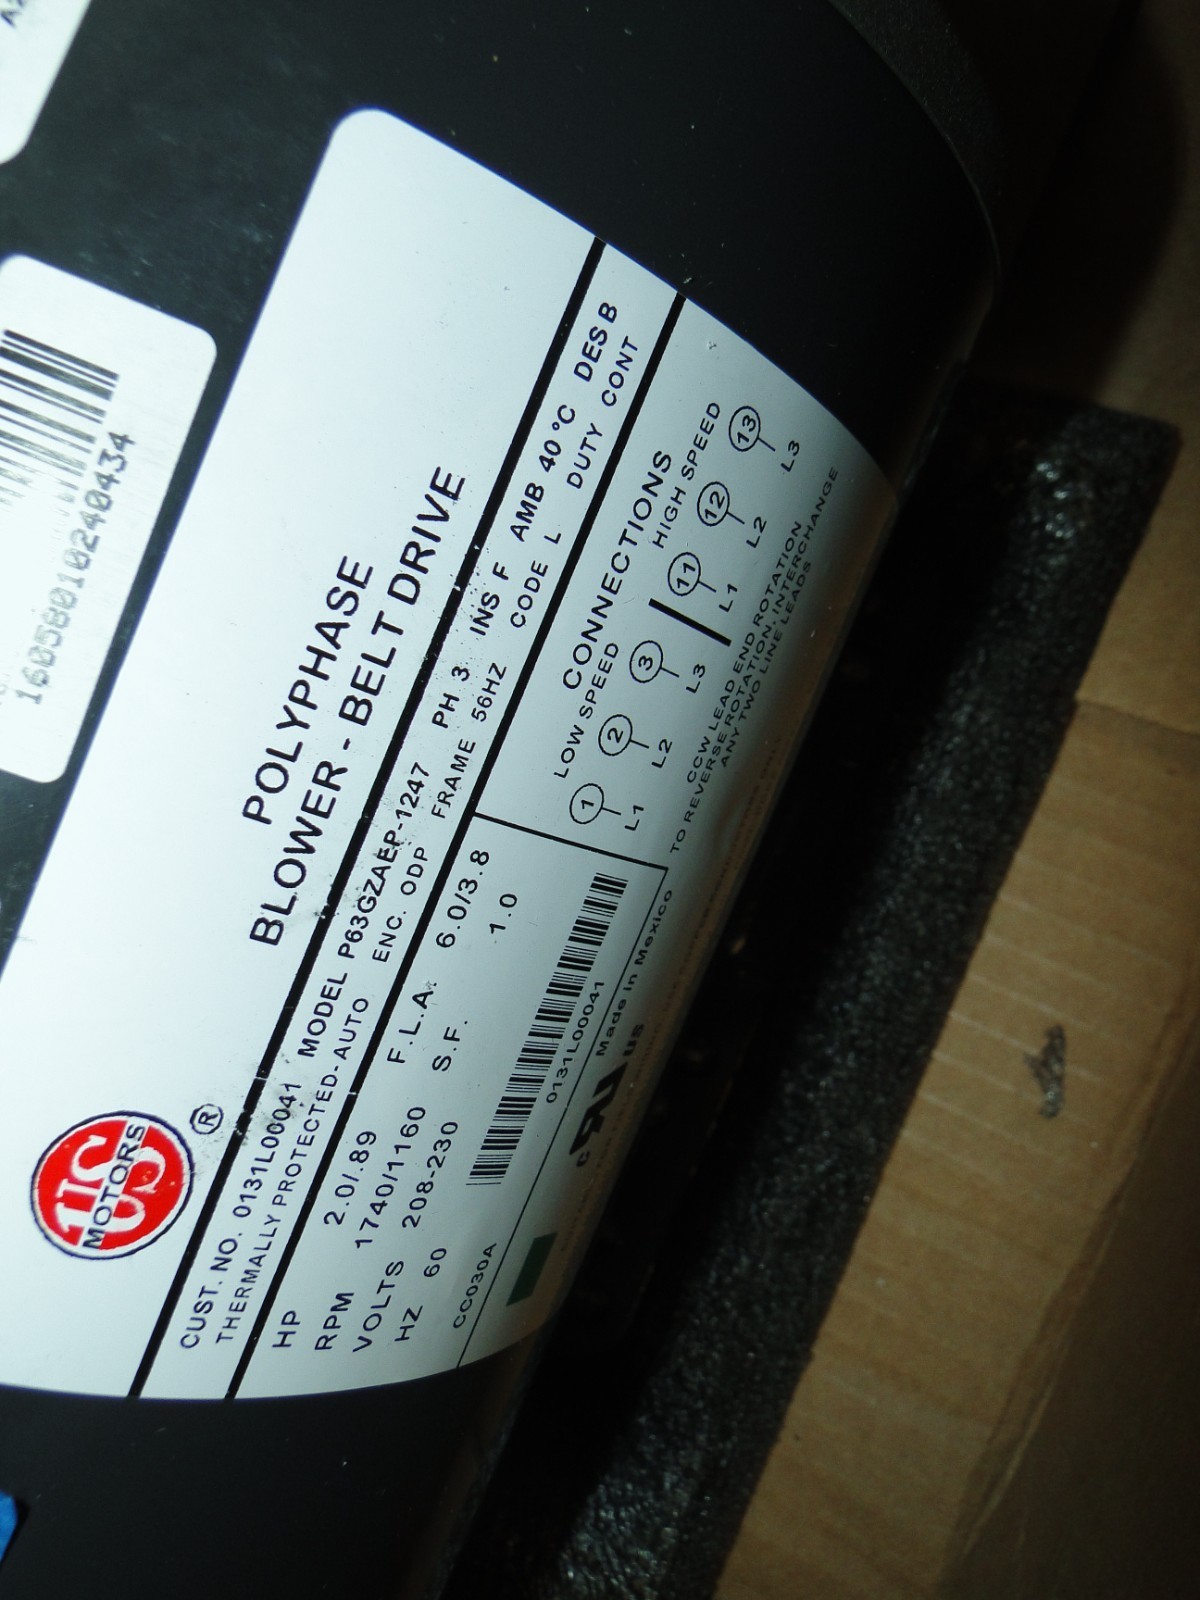 16058010240434
US
MOTORS
®
POLYPHASE
BLOWER - BELT DRIVE
CUST. NO. 0131L00041 MODEL P63GZAEP-1247 PH 3 INS F AMB 40°C DES B
THERMALLY PROTECTED-AUTO ENC. ODP FRAME 56HZ CODE L DUTY CONT
HP 2.0/.89 F.L.A. 6.0/3.8
RPM 1740/1160 S.F. 1.0
VOLTS 208-230
HZ 60
0131L00041
CC030A
Made in Mexico
C US
CONNECTIONS
LOW SPEED HIGH SPEED
1 2 3 11 12 13
L1 L2 L3 L1 L2 L3
CCW LEAD END ROTATION
TO REVERSE ROTATION, INTERCHANGE
ANY TWO LINE LEADS